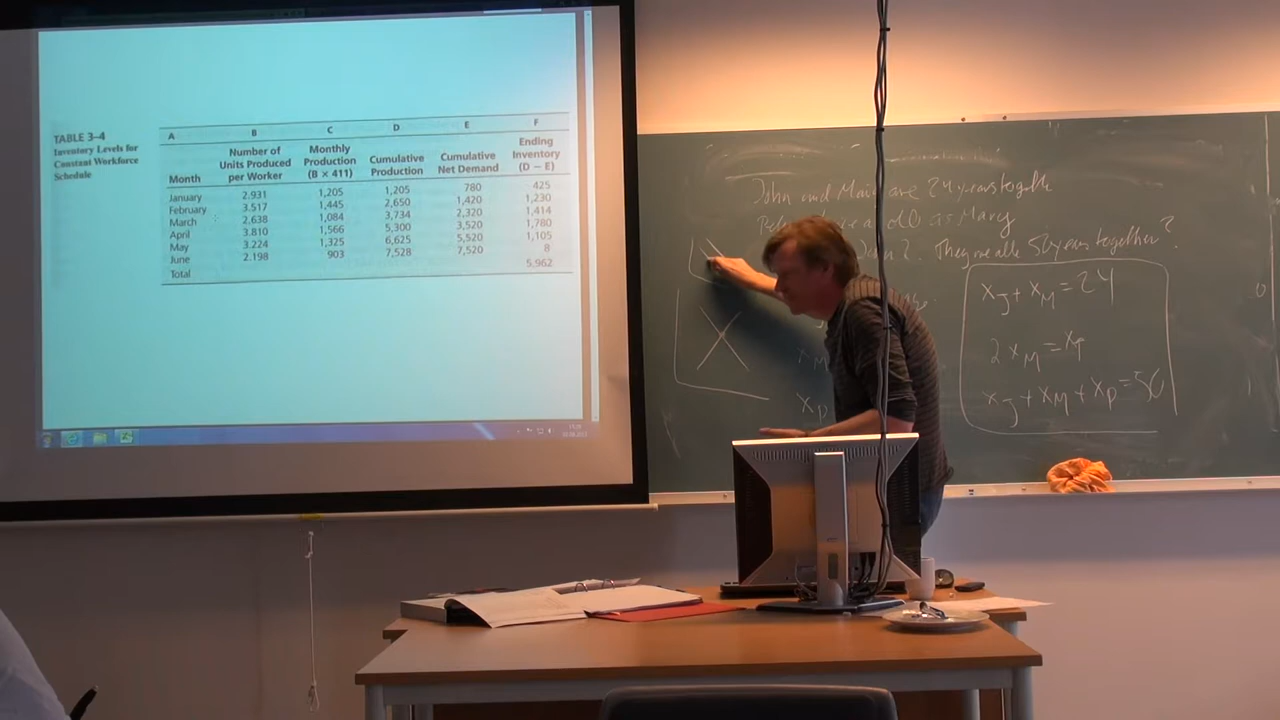 TABLE 3–4
Inventory Levels for
Constant Workforce
Schedule
A B C D E F
Month Number of Units Produced per Worker Monthly Production (B × 411) Cumulative Production Cumulative Net Demand Ending Inventory (D − E)
January 2.931 1,205 1,205 780 425
February 3.517 1,445 2,650 1,420 1,230
March 2.638 1,084 3,734 2,320 1,414
April 3.810 1,566 5,300 3,520 1,780
May 3.224 1,325 6,625 5,520 1,105
June 2.198 903 7,528 7,520 8
Total 5,962
John and Maria are 24 years together
as Marey
They are all 50 years together?
X
x_M
x_P
x_J + x_M = 24
2x_M = x_P
x_J + x_M + x_P = 50